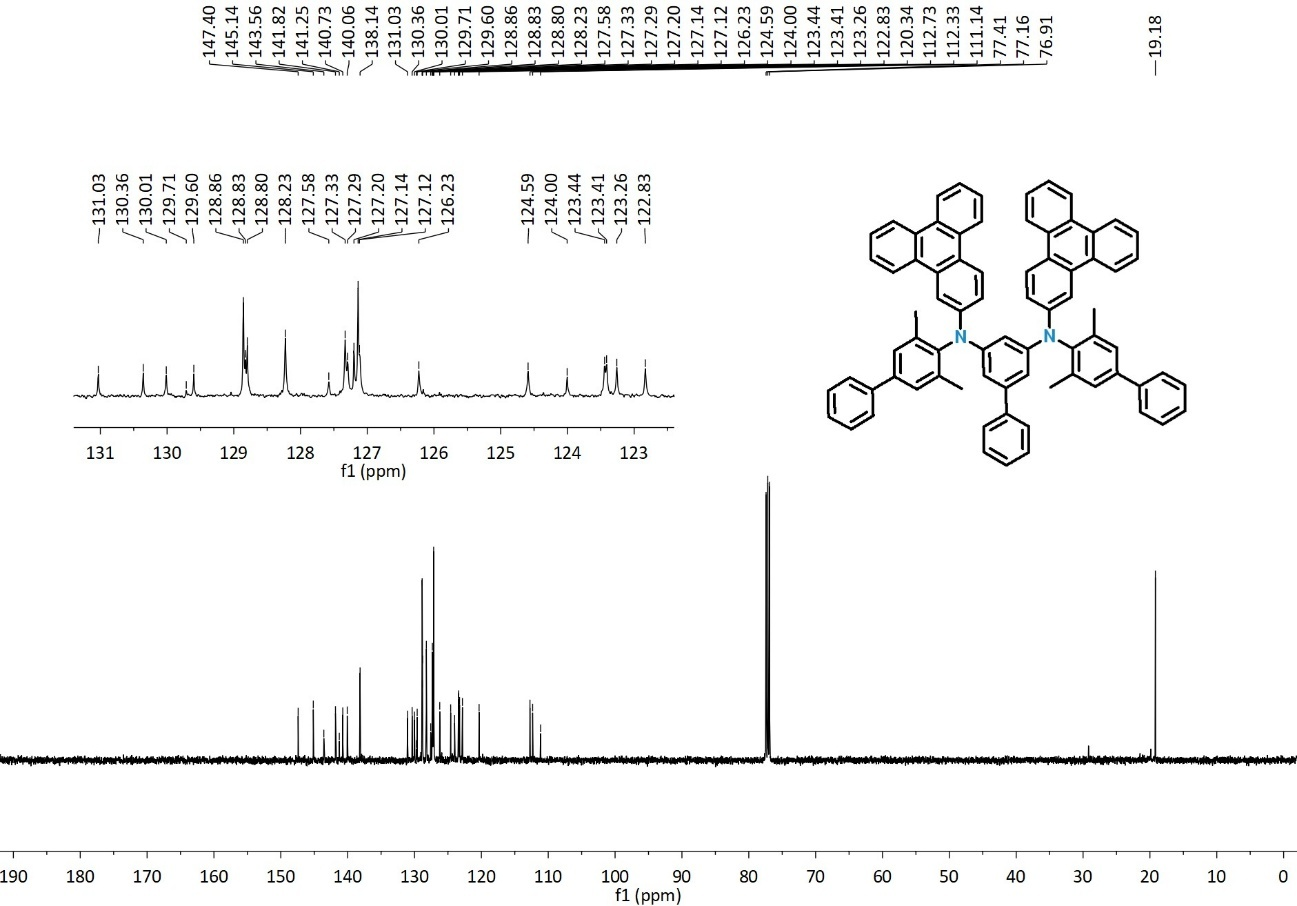 147.40 145.14 143.56 141.82 141.25 140.73 140.06 138.14 131.03 130.36 130.01 129.71 129.60 128.86 128.83 128.80 128.23 127.58 127.33 127.29 127.20 127.14 127.12 126.23 124.59 124.00 123.44 123.41 123.26 122.83 120.34 112.73 112.33 111.14 77.41 77.16 76.91 19.18
131.03 130.36 130.01 129.71 129.60 128.86 128.83 128.80 128.23 127.58 127.33 127.29 127.20 127.14 127.12 126.23 124.59 124.00 123.44 123.41 123.26 122.83
N N
131 130 129 128 127 126 125 124 123
f1 (ppm)
190 180 170 160 150 140 130 120 110 100 90 80 70 60 50 40 30 20 10 0
f1 (ppm)